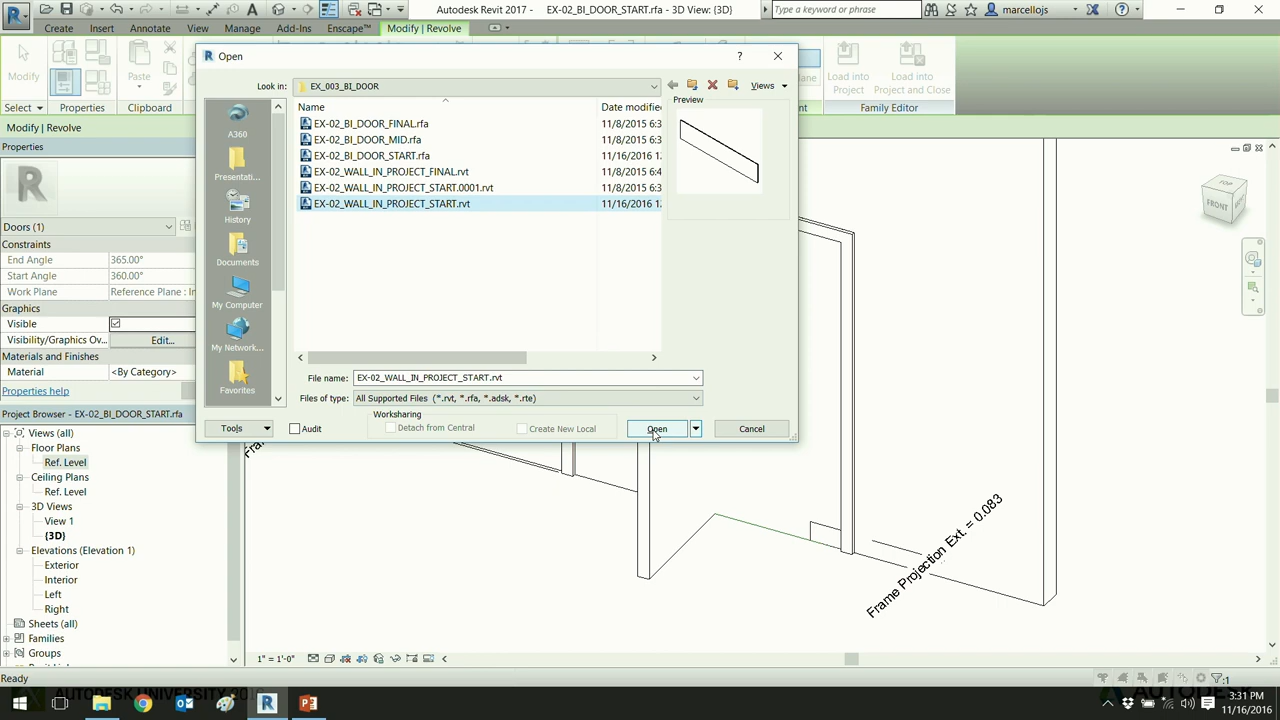 Autodesk Revit 2017 - EX-02_BI_DOOR_START.rfa - 3D View: {3D}
Type a keyword or phrase
marcellojs
Create Insert Annotate View Manage Add-Ins Enscape™ Modify | Revolve
Modify
Paste
Load into Project
Load into Project and Close
Select Properties Clipboard
Family Editor
Modify | Revolve
Properties
R
Doors (1)
Constraints
End Angle 365.00°
Start Angle 360.00°
Work Plane Reference Plane : In
Graphics
Visible
Visibility/Graphics Ov... Edit...
Materials and Finishes
Material <By Category>
Properties help
Project Browser - EX-02_BI_DOOR_START.rfa
Views (all)
Floor Plans
Ref. Level
Ceiling Plans
Ref. Level
3D Views
View 1
{3D}
Elevations (Elevation 1)
Exterior
Interior
Left
Right
Sheets (all)
Families
Groups
Open
Look in: EX_003_BI_DOOR
Views
Name Date modified
EX-02_BI_DOOR_FINAL.rfa 11/8/2015 6:3
EX-02_BI_DOOR_MID.rfa 11/8/2015 6:3
EX-02_BI_DOOR_START.rfa 11/16/2016 1
EX-02_WALL_IN_PROJECT_FINAL.rvt 11/8/2015 6:4
EX-02_WALL_IN_PROJECT_START.0001.rvt 11/8/2015 6:3
EX-02_WALL_IN_PROJECT_START.rvt 11/16/2016 1
A360
Presentati...
History
Documents
My Computer
My Network...
Favorites
Preview
File name: EX-02_WALL_IN_PROJECT_START.rvt
Files of type: All Supported Files (*.rvt, *.rfa, *.adsk, *.rte)
Worksharing
Tools Audit Detach from Central Create New Local Open Cancel
TOP
FRONT
Frame Projection Ext. = 0.083
1" = 1'-0"
Ready
:1
AUTODESK UNIVERSITY
3:31 PM
11/16/2016